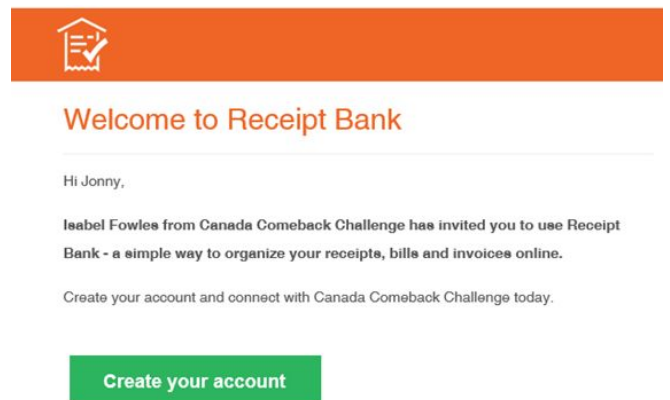 Welcome to Receipt Bank
Hi Jonny,
Isabel Fowles from Canada Comeback Challenge has invited you to use Receipt
Bank - a simple way to organize your receipts, bills and invoices online.
Create your account and connect with Canada Comeback Challenge today.
Create your account